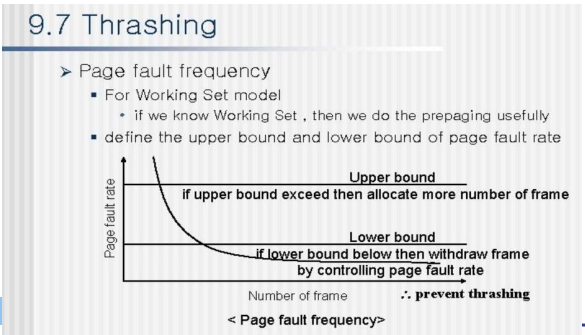 9.7 Thrashing
➢ Page fault frequency
▪ For Working Set model
• if we know Working Set , then we do the prepaging usefully
▪ define the upper bound and lower bound of page fault rate
Page fault rate
Upper bound
if upper bound exceed then allocate more number of frame
Lower bound
if lower bound below then withdraw frame
by controlling page fault rate
Number of frame
∴ prevent thrashing
< Page fault frequency>